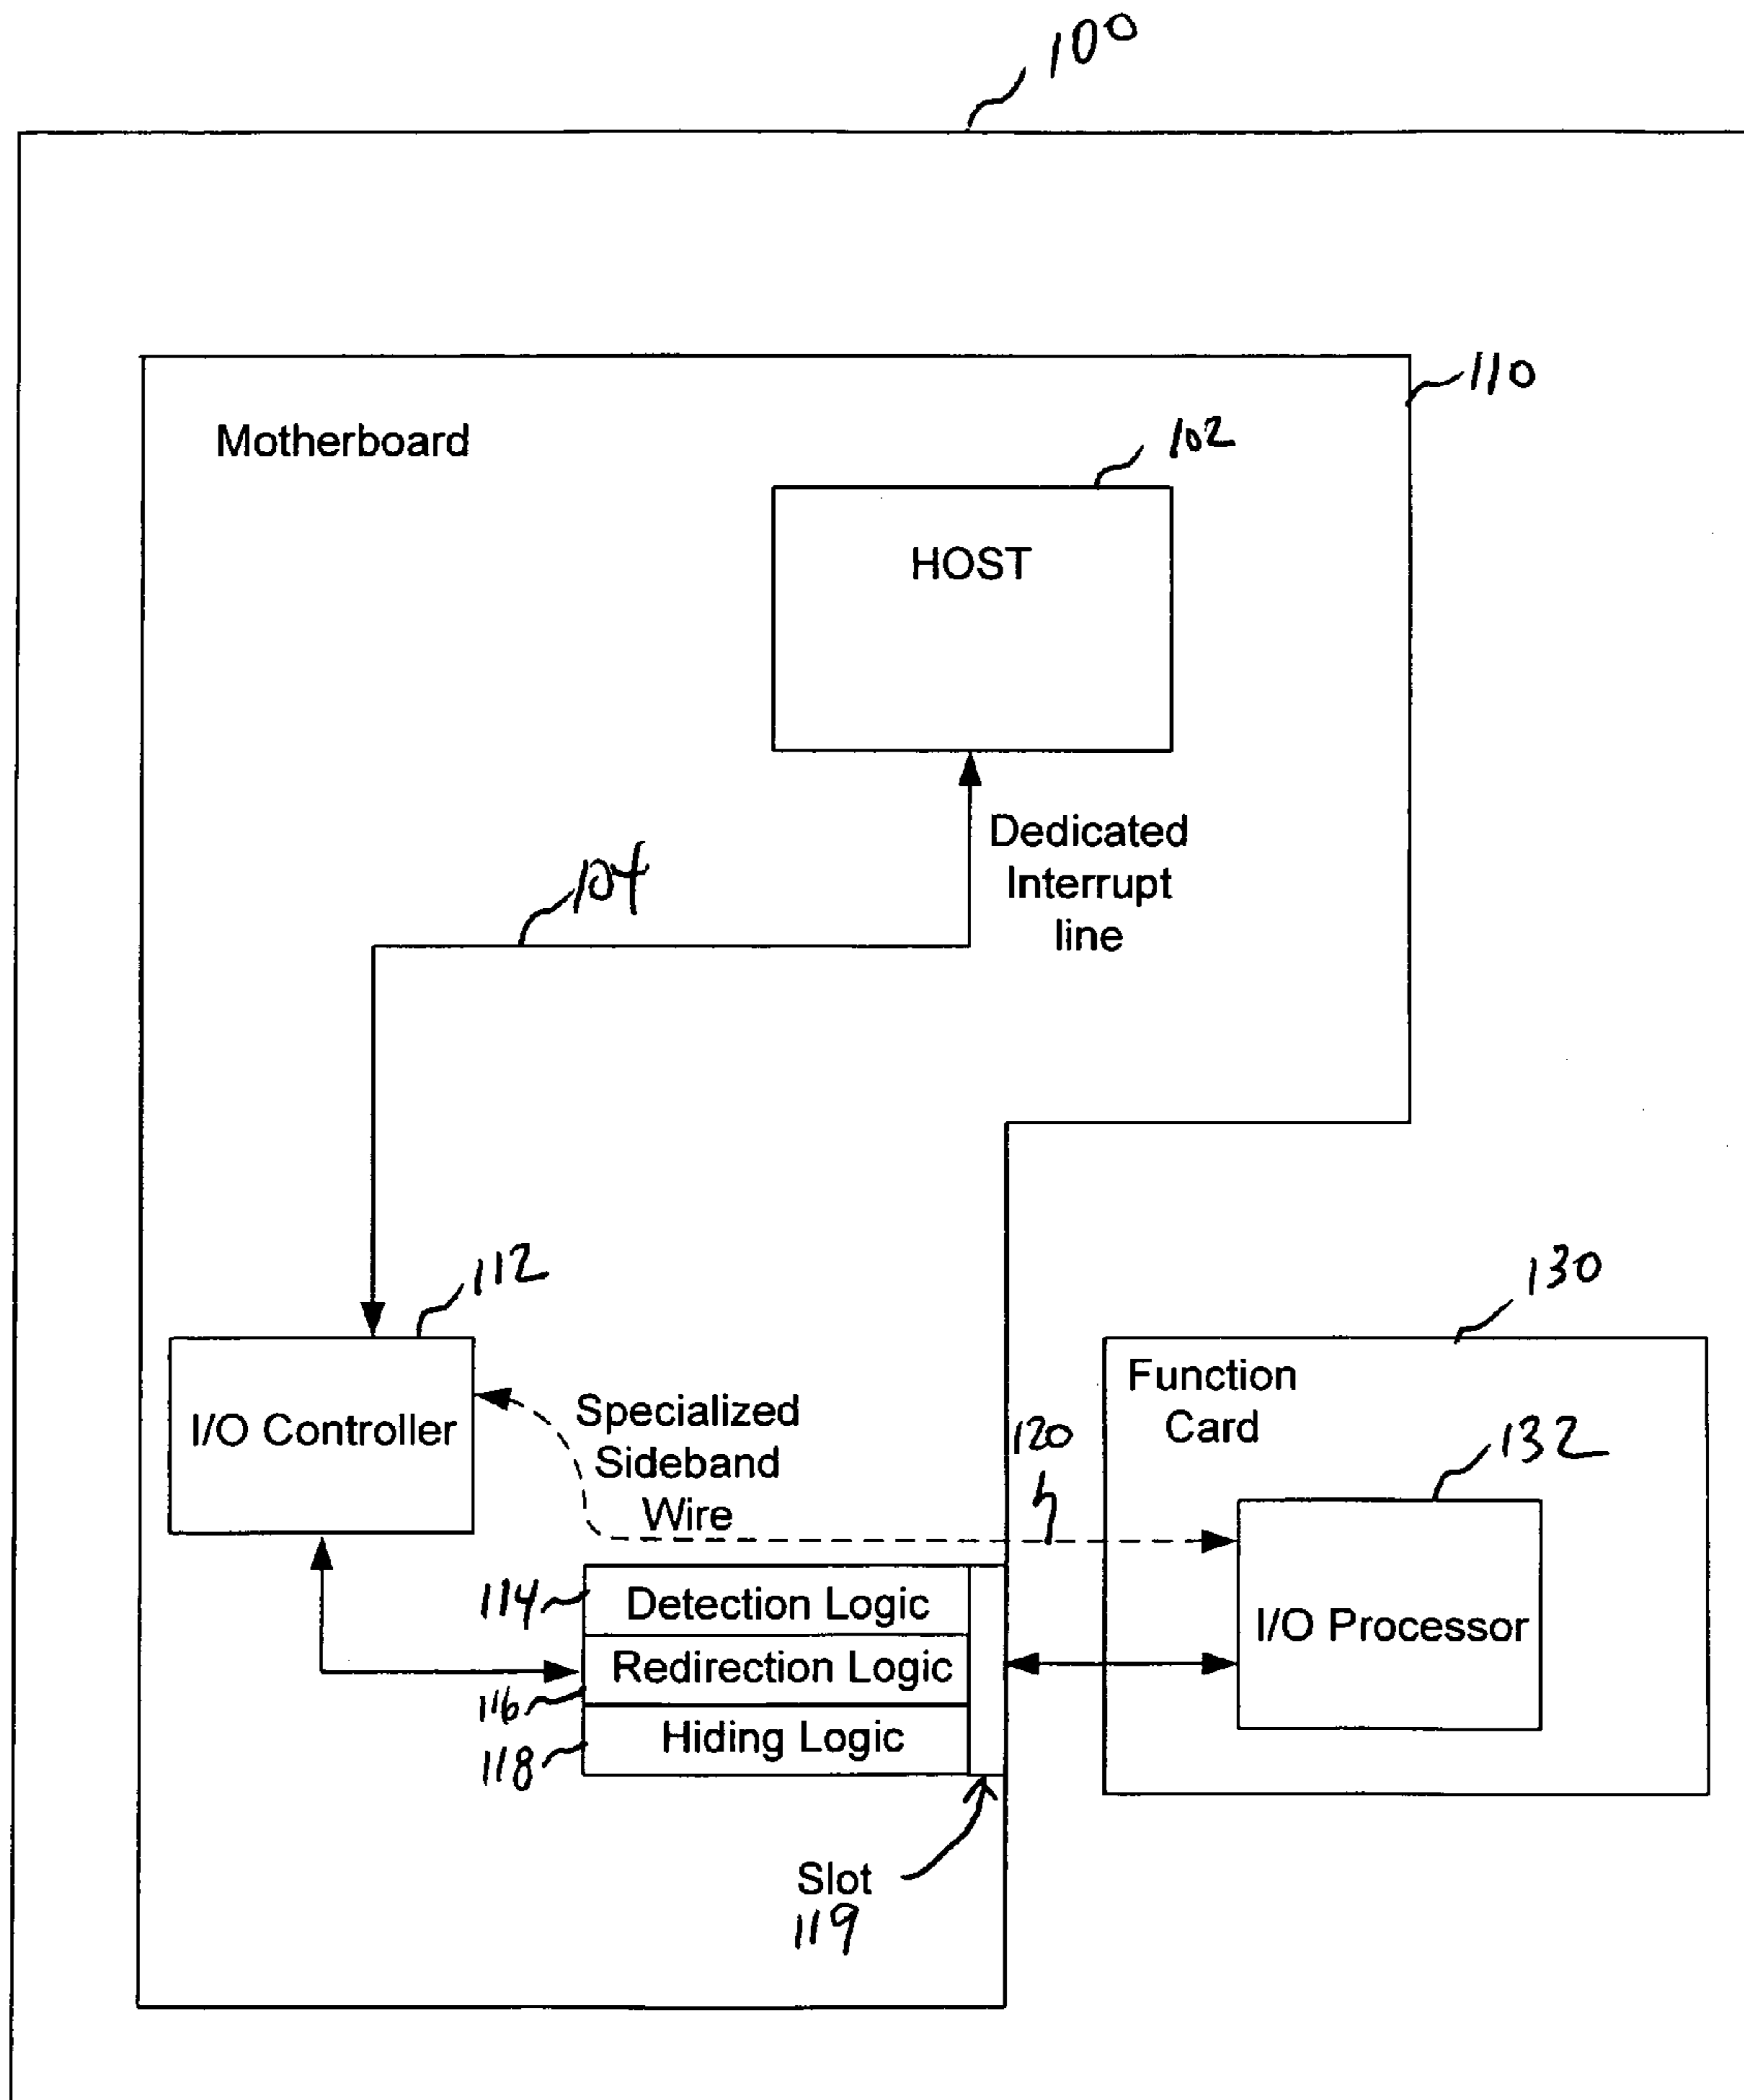 100
110
Motherboard
102
HOST
Dedicated
Interrupt
line
104
112
130
I/O Controller
Specialized
Sideband
Wire
120
Function
Card
132
I/O Processor
114
Detection Logic
Redirection Logic
116
Hiding Logic
118
Slot
119